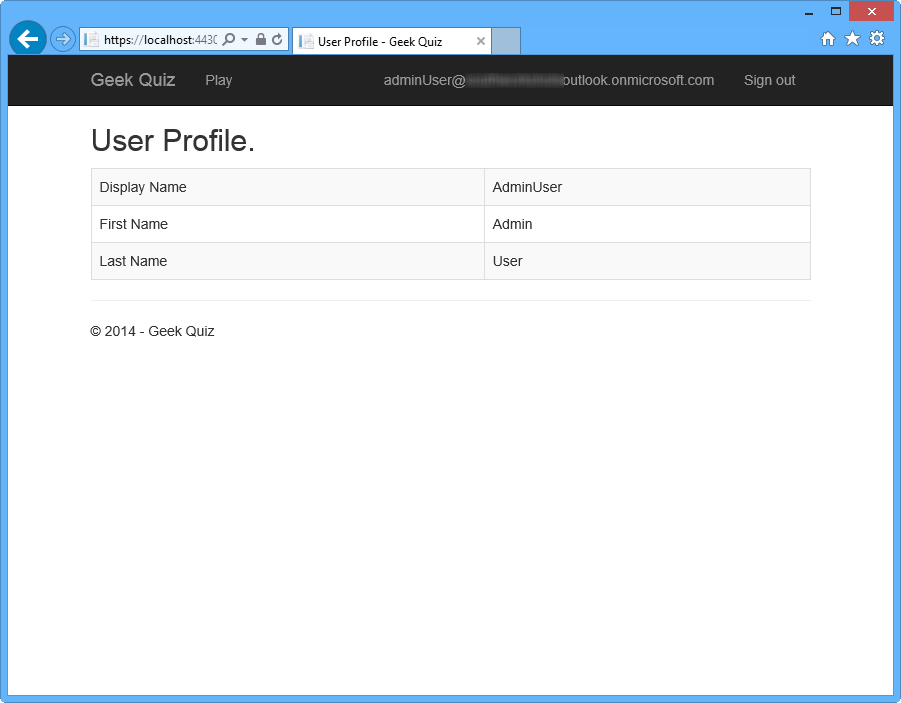 https://localhost:4430
User Profile - Geek Quiz
Geek Quiz Play adminUser@ outlook.onmicrosoft.com Sign out
User Profile.
Display Name AdminUser
First Name Admin
Last Name User
© 2014 - Geek Quiz